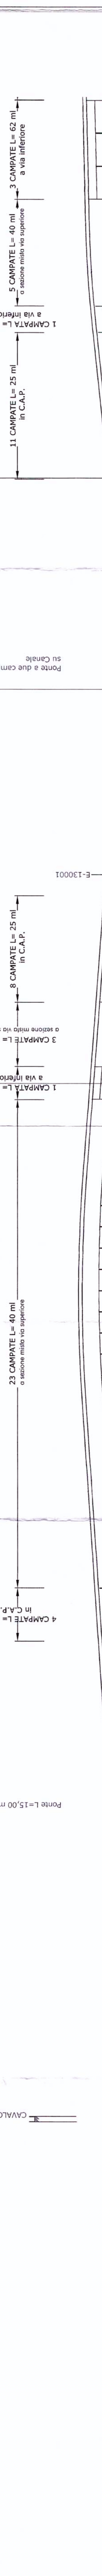 3 CAMPATE L= 62 ml
a via inferiore
5 CAMPATE L= 40 ml
a sezione mista via superiore
1 CAMPATA L=
a via inferio
11 CAMPATE L= 25 ml
in C.A.P.
Ponte a due cam
su Canale
E-130001
8 CAMPATE L= 25 ml
in C.A.P.
3 CAMPATE L=
a sezione mista via s
1 CAMPATA L=
a via inferio
23 CAMPATE L= 40 ml
a sezione mista via superiore
4 CAMPATE L=
in C.A.P.
Ponte L=15,00 m
CAVALC